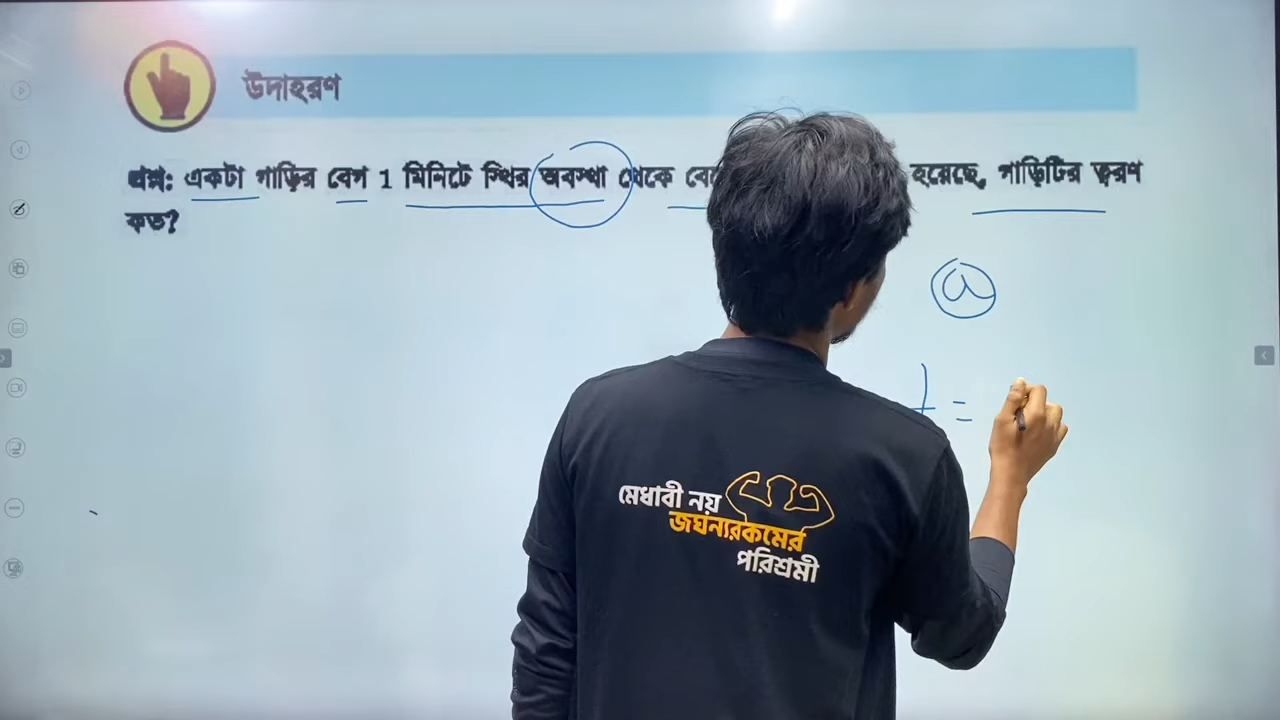 উদাহরণ
প্রশ্ন: একটা গাড়ির বেগ 1 মিনিটে স্থির অবস্থা থেকে হয়েছে, গাড়িটির ত্বরণ
কত?
a
t =
মেধাবী নয়
জঘন্যরকমের
পরিশ্রমী